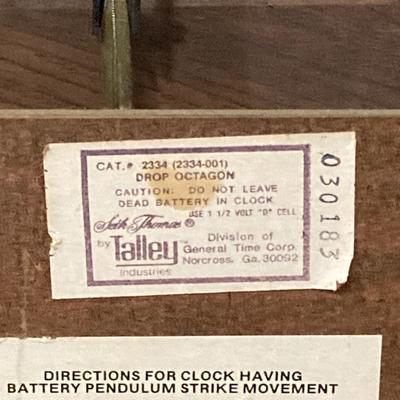 CAT.# 2334 (2334-001)
DROP OCTAGON
CAUTION: DO NOT LEAVE
DEAD BATTERY IN CLOCK
USE 1 1/2 VOLT "D" CELL
Seth Thomas®
by Talley™
Industries
Division of
General Time Corp.
Norcross, Ga. 30092
030183
DIRECTIONS FOR CLOCK HAVING
BATTERY PENDULUM STRIKE MOVEMENT